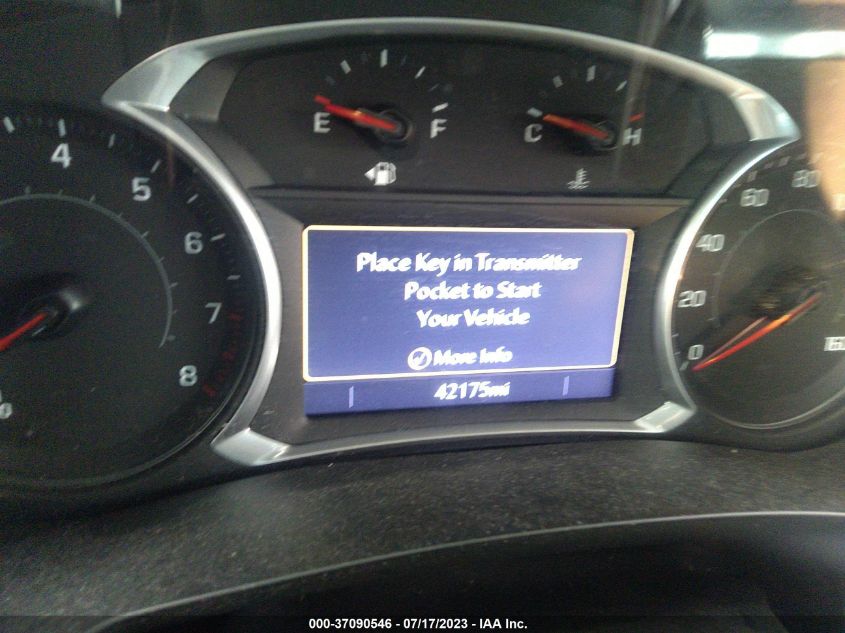 E F
C H
4
5
6
7
8
0
20
40
60
80
Place Key in Transmitter
Pocket to Start
Your Vehicle
More Info
42175mi
000-37090546 - 07/17/2023 - IAA Inc.